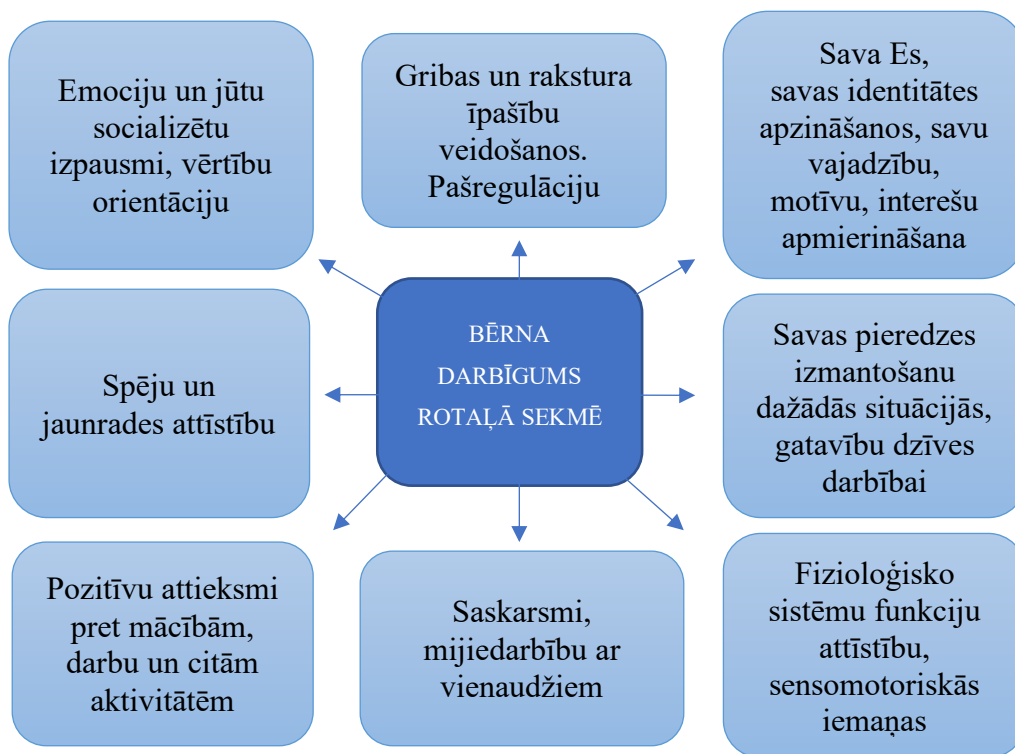 Emociju un jūtu
socializētu
izpausmi, vērtību
orientāciju
Gribas un rakstura
īpašību
veidošanos.
Pašregulāciju
Sava Es,
savas identitātes
apzināšanos, savu
vajadzību,
motīvu, interešu
apmierināšana
Spēju un
jaunrades attīstību
BĒRNA
DARBĪGUMS
ROTAĻĀ SEKMĒ
Savas pieredzes
izmantošanu
dažādās situācijās,
gatavību dzīves
darbībai
Pozitīvu attieksmi
pret mācībām,
darbu un citām
aktivitātēm
Saskarsmi,
mijiedarbību ar
vienaudžiem
Fizioloģisko
sistēmu funkciju
attīstību,
sensomotoriskās
iemaņas